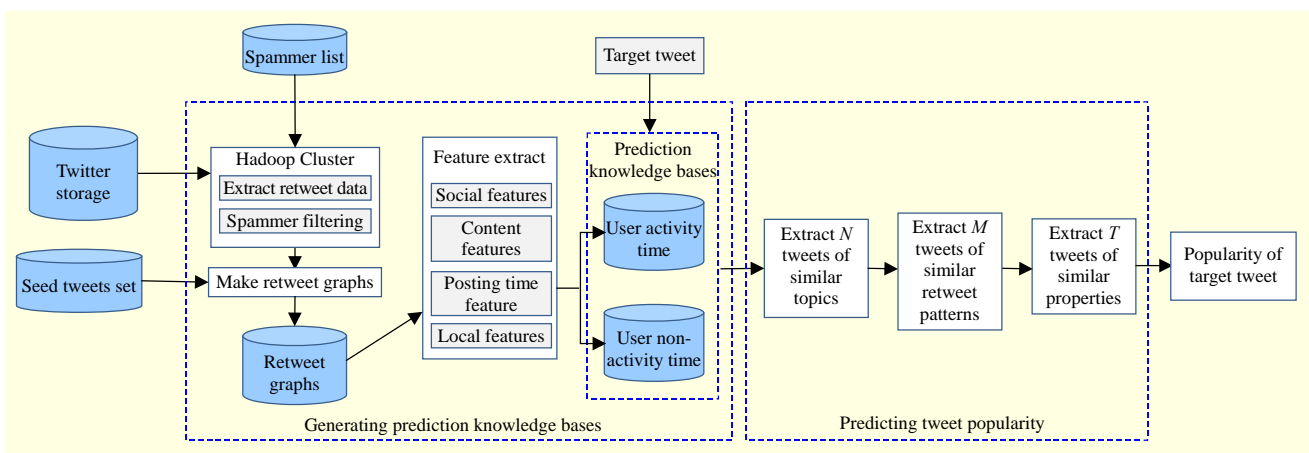 Spammer list
Target tweet
Twitter
storage
Seed tweets set
Hadoop Cluster
Extract retweet data
Spammer filtering
Make retweet graphs
Retweet
graphs
Feature extract
Social features
Content
features
Posting time
feature
Local features
Prediction
knowledge bases
User activity
time
User non-
activity time
Generating prediction knowledge bases
Extract N
tweets of
similar
topics
Extract M
tweets of
similar
retweet
patterns
Extract T
tweets of
similar
properties
Predicting tweet popularity
Popularity of
target tweet